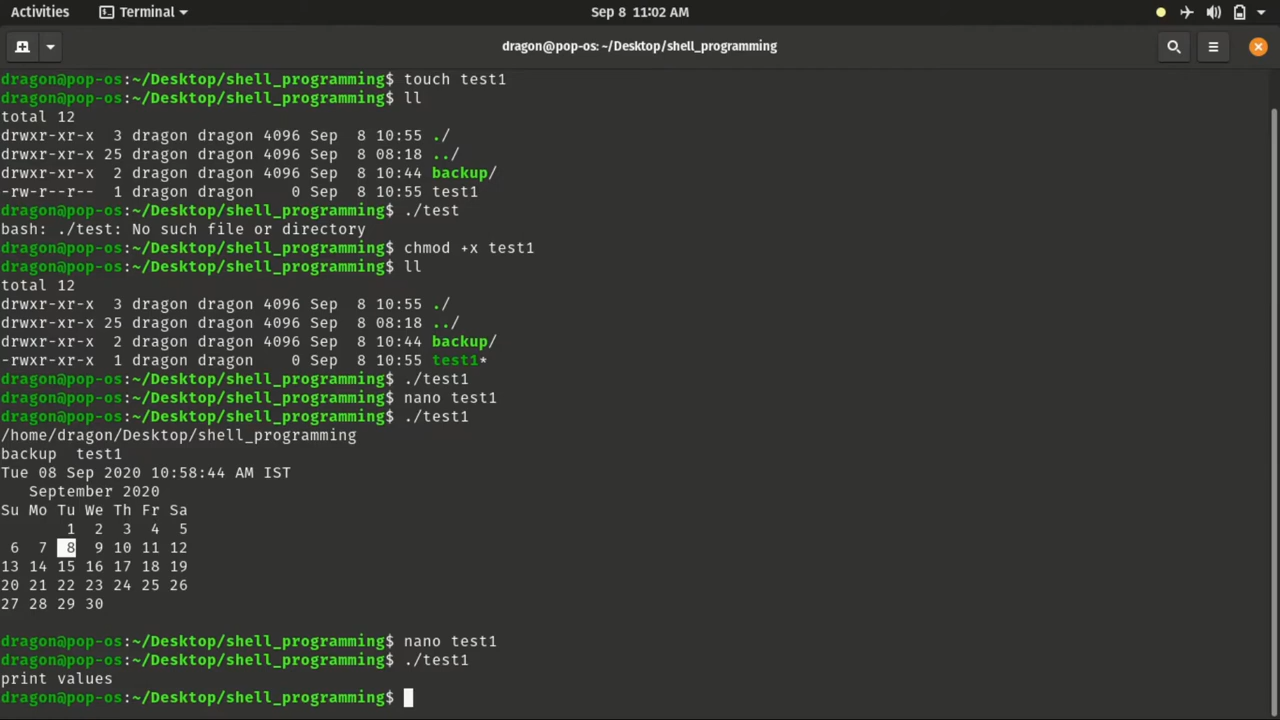 Activities Terminal Sep 8 11:02 AM
dragon@pop-os: ~/Desktop/shell_programming
dragon@pop-os:~/Desktop/shell_programming$ touch test1
dragon@pop-os:~/Desktop/shell_programming$ ll
total 12
drwxr-xr-x  3 dragon dragon 4096 Sep  8 10:55 ./
drwxr-xr-x 25 dragon dragon 4096 Sep  8 08:18 ../
drwxr-xr-x  2 dragon dragon 4096 Sep  8 10:44 backup/
-rw-r--r--  1 dragon dragon    0 Sep  8 10:55 test1
dragon@pop-os:~/Desktop/shell_programming$ ./test
bash: ./test: No such file or directory
dragon@pop-os:~/Desktop/shell_programming$ chmod +x test1
dragon@pop-os:~/Desktop/shell_programming$ ll
total 12
drwxr-xr-x  3 dragon dragon 4096 Sep  8 10:55 ./
drwxr-xr-x 25 dragon dragon 4096 Sep  8 08:18 ../
drwxr-xr-x  2 dragon dragon 4096 Sep  8 10:44 backup/
-rwxr-xr-x  1 dragon dragon    0 Sep  8 10:55 test1*
dragon@pop-os:~/Desktop/shell_programming$ ./test1
dragon@pop-os:~/Desktop/shell_programming$ nano test1
dragon@pop-os:~/Desktop/shell_programming$ ./test1
/home/dragon/Desktop/shell_programming
backup  test1
Tue 08 Sep 2020 10:58:44 AM IST
   September 2020
Su Mo Tu We Th Fr Sa
       1  2  3  4  5
 6  7  8  9 10 11 12
13 14 15 16 17 18 19
20 21 22 23 24 25 26
27 28 29 30
dragon@pop-os:~/Desktop/shell_programming$ nano test1
dragon@pop-os:~/Desktop/shell_programming$ ./test1
print values
dragon@pop-os:~/Desktop/shell_programming$